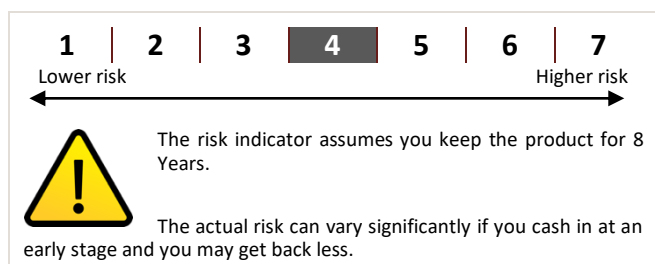 1 2 3 4 5 6 7
Lower risk Higher risk
The risk indicator assumes you keep the product for 8
Years.
The actual risk can vary significantly if you cash in at an
early stage and you may get back less.